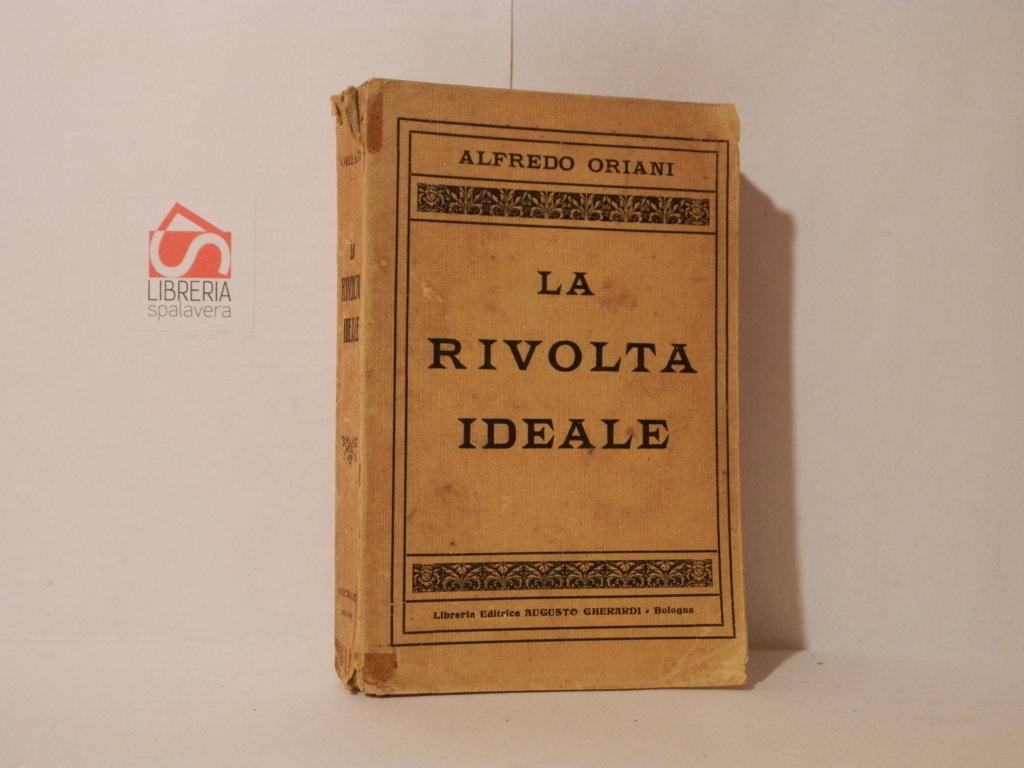 ALFREDO ORIANI
LA
RIVOLTA
IDEALE
Libreria Editrice AUGUSTO GHERARDI • Bologna
LA
RIVOLTA
IDEALE
LIBRERIA
spalavera